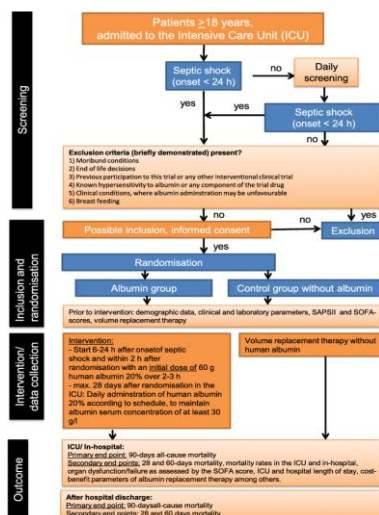 Patients >18 years,
admitted to the Intensive Care Unit (ICU)
Septic shock
(onset < 24 h)
no
Daily
screening
yes
yes
Septic shock
(onset < 24 h)
no
Screening
Exclusion criteria (briefly demonstrated) present?
1) Moribund conditions
2) End of life decisions
3) Previous participation to this trial or any other interventional clinical trial
4) Known hypersensitivity to albumin or any component of the trial drug
5) Clinical conditions, where albumin administration may be unfavourable
6) Breast feeding
no
yes
Possible inclusion, informed consent
no
Exclusion
yes
Inclusion and
randomisation
Randomisation
Albumin group
Control group without albumin
Prior to intervention: demographic data, clinical and laboratory parameters, SAPSII and SOFA-
scores, volume replacement therapy
Intervention/
data collection
Intervention:
- Start 6-24 h after onsetof septic
shock and within 2 h after
randomisation with an initial dose of 60 g
human albumin 20% over 2-3 h
- max. 28 days after randomisation in the
ICU: Daily adminstration of human albumin
20% according to schedule, to maintain
albumin serum concentration of at least 30
g/l
Volume replacement therapy without
human albumin
Outcome
ICU/ In-hospital:
Primary end point: 90-days all-cause mortality
Secondary end points: 28 and 60-days mortality, mortality rates in the ICU and in-hospital,
organ dysfunction/failure as assessed by the SOFA score, ICU and hospital length of stay, cost-
benefit parameters of albumin replacement therapy among others.
After hospital discharge:
Primary end point: 90-daysall-cause mortality
Secondary end points: 28 and 60 days mortality